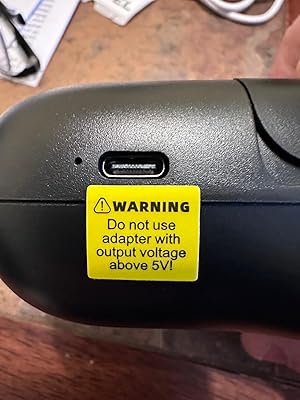 ⚠WARNING
Do not use
adapter with
output voltage
above 5V!